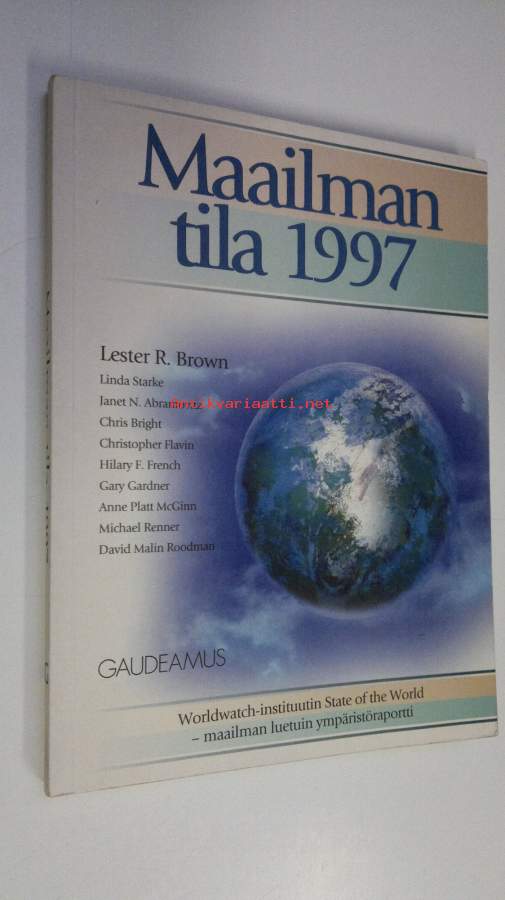 Maailman
tila 1997
Lester R. Brown
Linda Starke
Janet N.
antikvariaatti.net
Chris Bright
Christopher Flavin
Hilary F. French
Gary Gardner
Anne Platt McGinn
Michael Renner
David Malin Roodman
GAUDEAMUS
Worldwatch-instituutin State of the World
– maailman luetuin ympäristöraportti